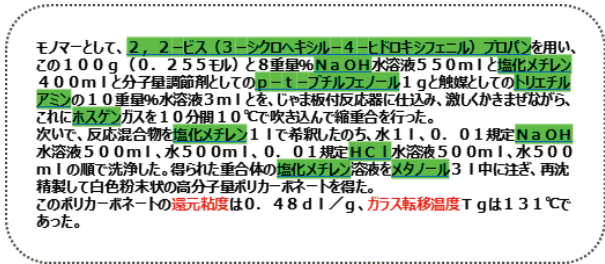 モノマーとして、２，２－ビス（３－シクロヘキシル－４－ヒドロキシフェニル）プロパンを用い、
この１００ｇ（０．２５５モル）と８重量%ＮａＯＨ水溶液５５０ｍｌと塩化メチレン
４００ｍｌと分子量調節剤としてのｐ－ｔ－ブチルフェノール１ｇと触媒としてのトリエチル
アミンの１０重量%水溶液３ｍｌとを、じゃま板付反応器に仕込み、激しくかきまぜながら、
これにホスゲンガスを１０分間１０℃で吹き込んで縮重合を行った。
次いで、反応混合物を塩化メチレン１ｌで希釈したのち、水１ｌ、０．０１規定ＮａＯＨ
水溶液５００ｍｌ、水５００ｍｌ、０．０１規定ＨＣｌ水溶液５００ｍｌ、水５００
ｍｌの順で洗浄した。得られた重合体の塩化メチレン溶液をメタノール３ｌ中に注ぎ、再沈
精製して白色粉末状の高分子量ポリカーボネートを得た。
このポリカーボネートの還元粘度は０．４８ｄｌ／ｇ、ガラス転移温度Ｔｇは１３１℃で
あった。